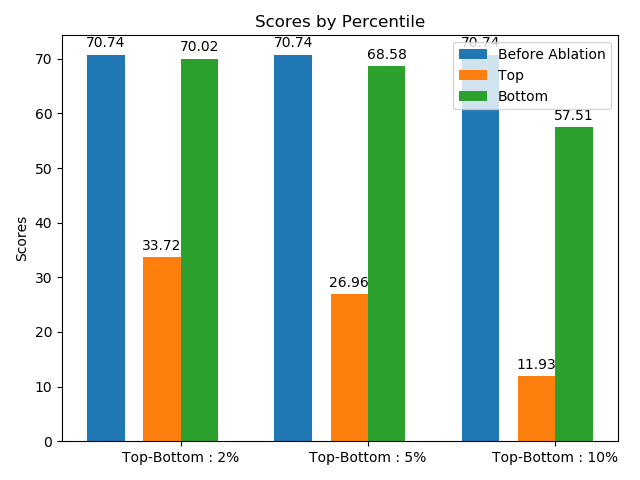 Scores by Percentile
70.74
70.02
70.74
68.58
70.74
Before Ablation
Top
Bottom
57.51
33.72
26.96
11.93
Scores
70
60
50
40
30
20
10
0
Top-Bottom : 2%
Top-Bottom : 5%
Top-Bottom : 10%